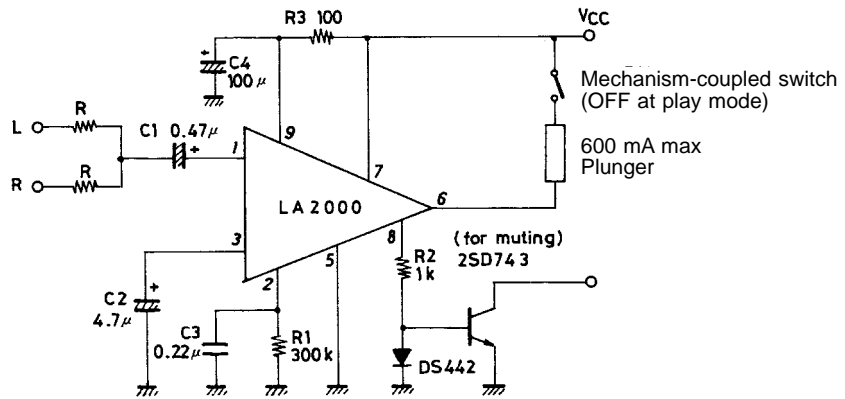 R3 100
VCC
C4
100μ
Mechanism-coupled switch
(OFF at play mode)
R
L
C1 0.47μ
9
1
7
600 mA max
Plunger
R
R
LA2000
6
8
3
5
2
(for muting)
2SD743
R2
1k
C2
4.7μ
C3
0.22μ
R1
300k
DS442